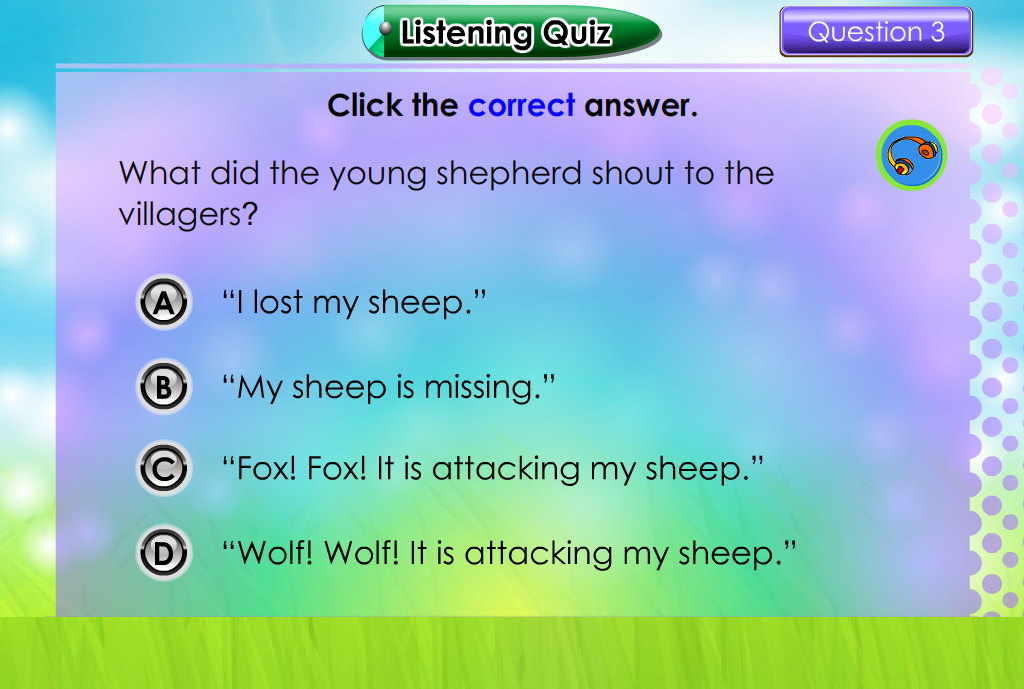 Listening Quiz
Question 3
Click the correct answer.
What did the young shepherd shout to the
villagers?
A “I lost my sheep.”
B “My sheep is missing.”
C “Fox! Fox! It is attacking my sheep.”
D “Wolf! Wolf! It is attacking my sheep.”